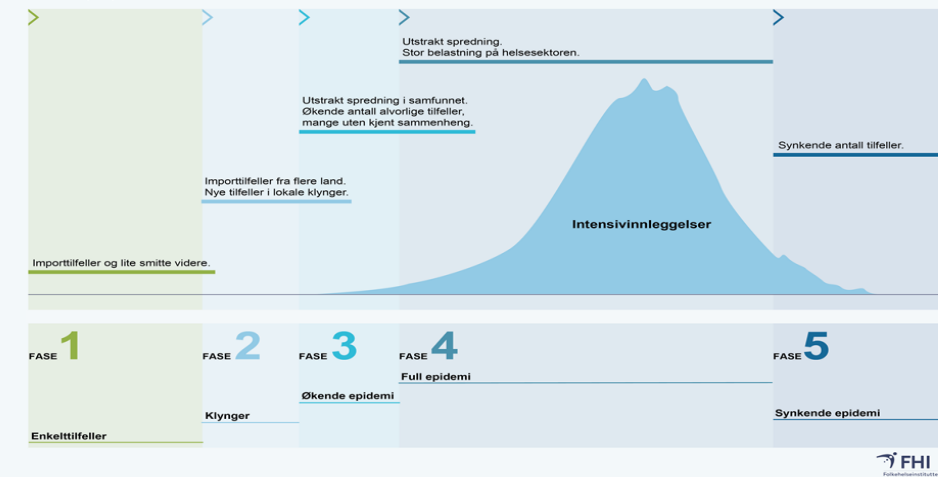 Utstrakt spredning.
Stor belastning på helsesektoren.
Utstrakt spredning i samfunnet.
Økende antall alvorlige tilfeller,
mange uten kjent sammenheng.
Synkende antall tilfeller.
Importtilfeller fra flere land.
Nye tilfeller i lokale klynger.
Intensivinnleggelser
Importtilfeller og lite smitte videre.
FASE 1
FASE 2
FASE 3
FASE 4
FASE 5
Full epidemi
Økende epidemi
Klynger
Synkende epidemi
Enkelttilfeller
FHI
Folkehelseinstitutte